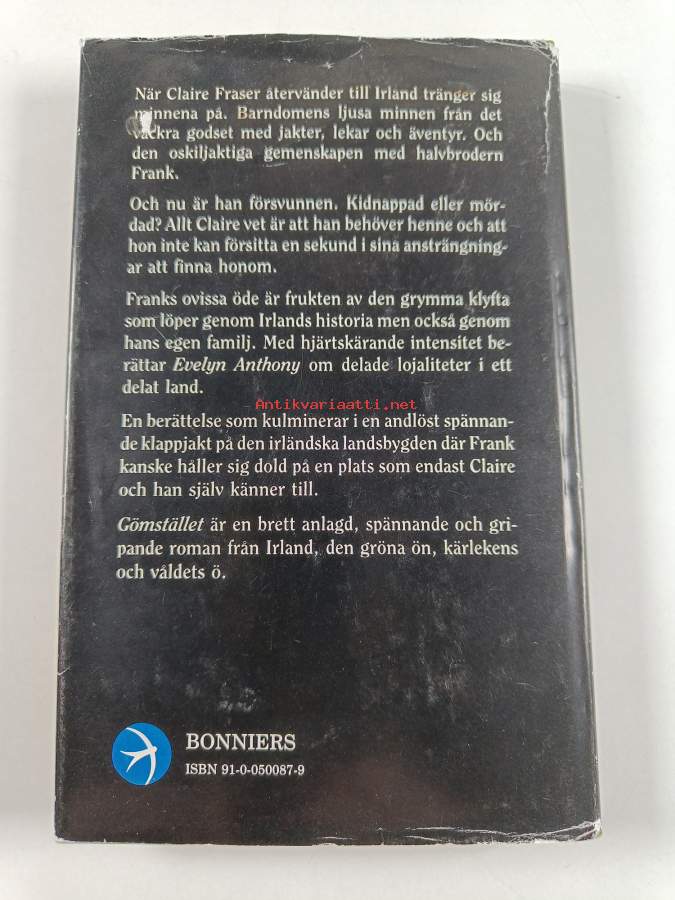 När Claire Fraser återvänder till Irland tränger sig
minnena på. Barndomens ljusa minnen från det
vackra godset med jakter, lekar och äventyr. Och
den oskiljaktiga gemenskapen med halvbrodern
Frank.
Och nu är han försvunnen. Kidnappad eller mör-
dad? Allt Claire vet är att han behöver henne och att
hon inte kan försitta en sekund i sina ansträngning-
ar att finna honom.
Franks ovissa öde är frukten av den grymma klyfta
som löper genom Irlands historia men också genom
hans egen familj. Med hjärtskärande intensitet be-
rättar Evelyn Anthony om delade lojaliteter i ett
delat land.
Antikvariaatti.net
En berättelse som kulminerar i en andlöst spännan-
de klappjakt på den irländska landsbygden där Frank
kanske håller sig dold på en plats som endast Claire
och han själv känner till.
Gömstället är en brett anlagd, spännande och gri-
pande roman från Irland, den gröna ön, kärlekens
och våldets ö.
BONNIERS
ISBN 91-0-050087-9